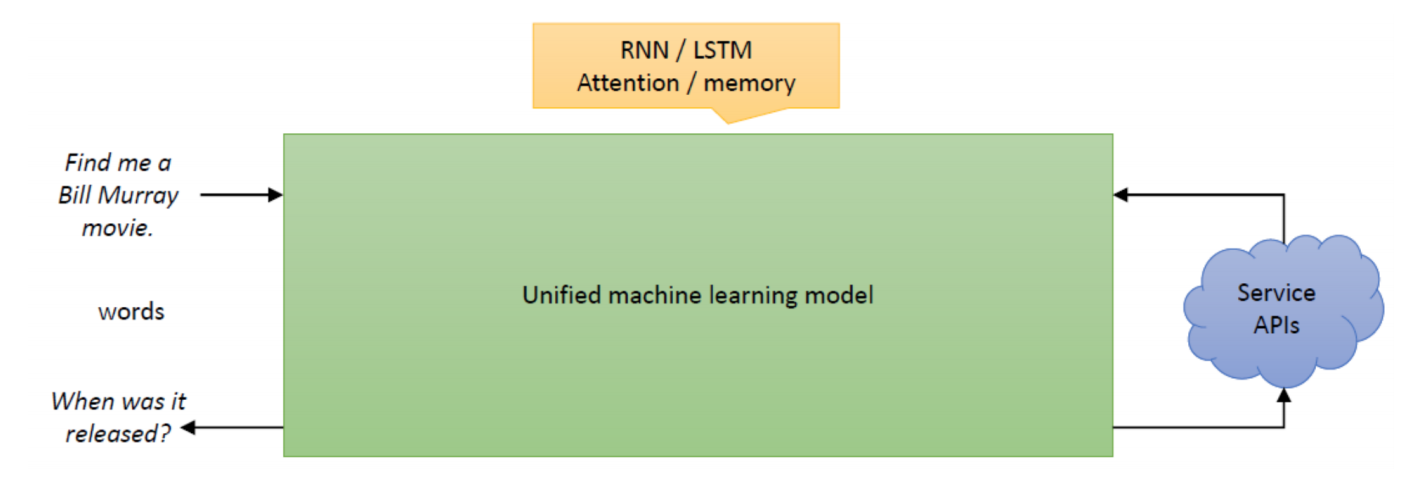 RNN / LSTM
Attention / memory
Find me a
Bill Murray
movie.
words
When was it
released?
Unified machine learning model
Service
APIs